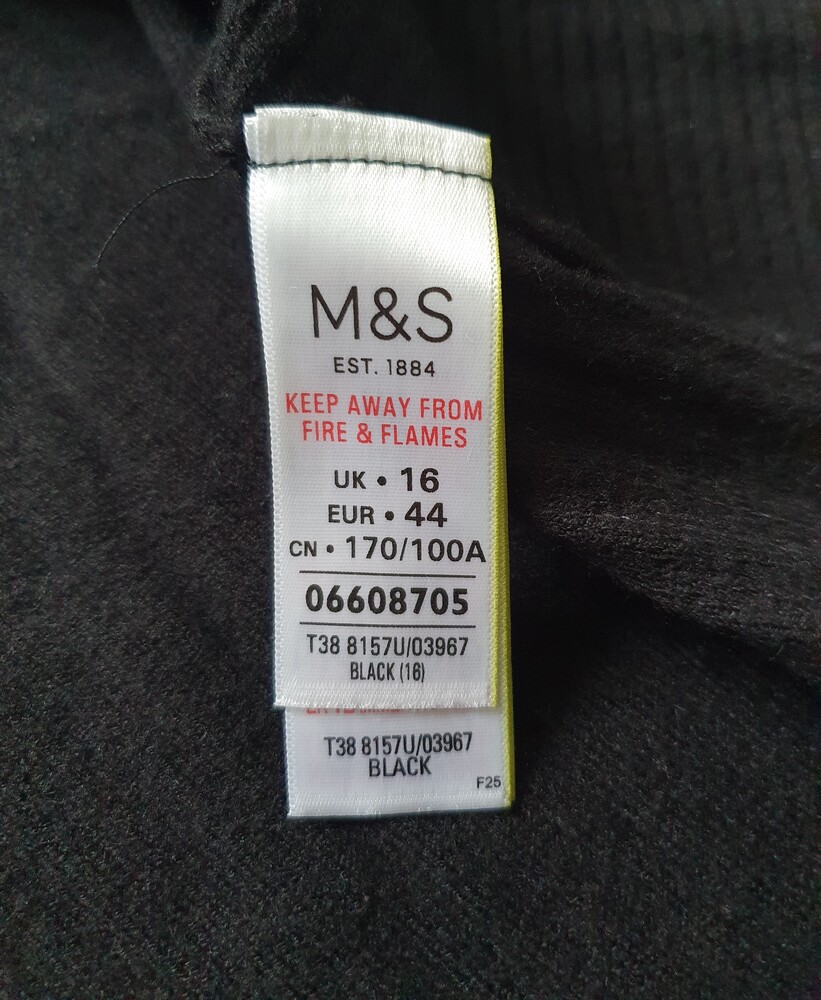 M&S
EST. 1884
KEEP AWAY FROM
FIRE & FLAMES
UK • 16
EUR • 44
CN • 170/100A
06608705
T38 8157U/03967
BLACK (16)
T38 8157U/03967
BLACK
F25